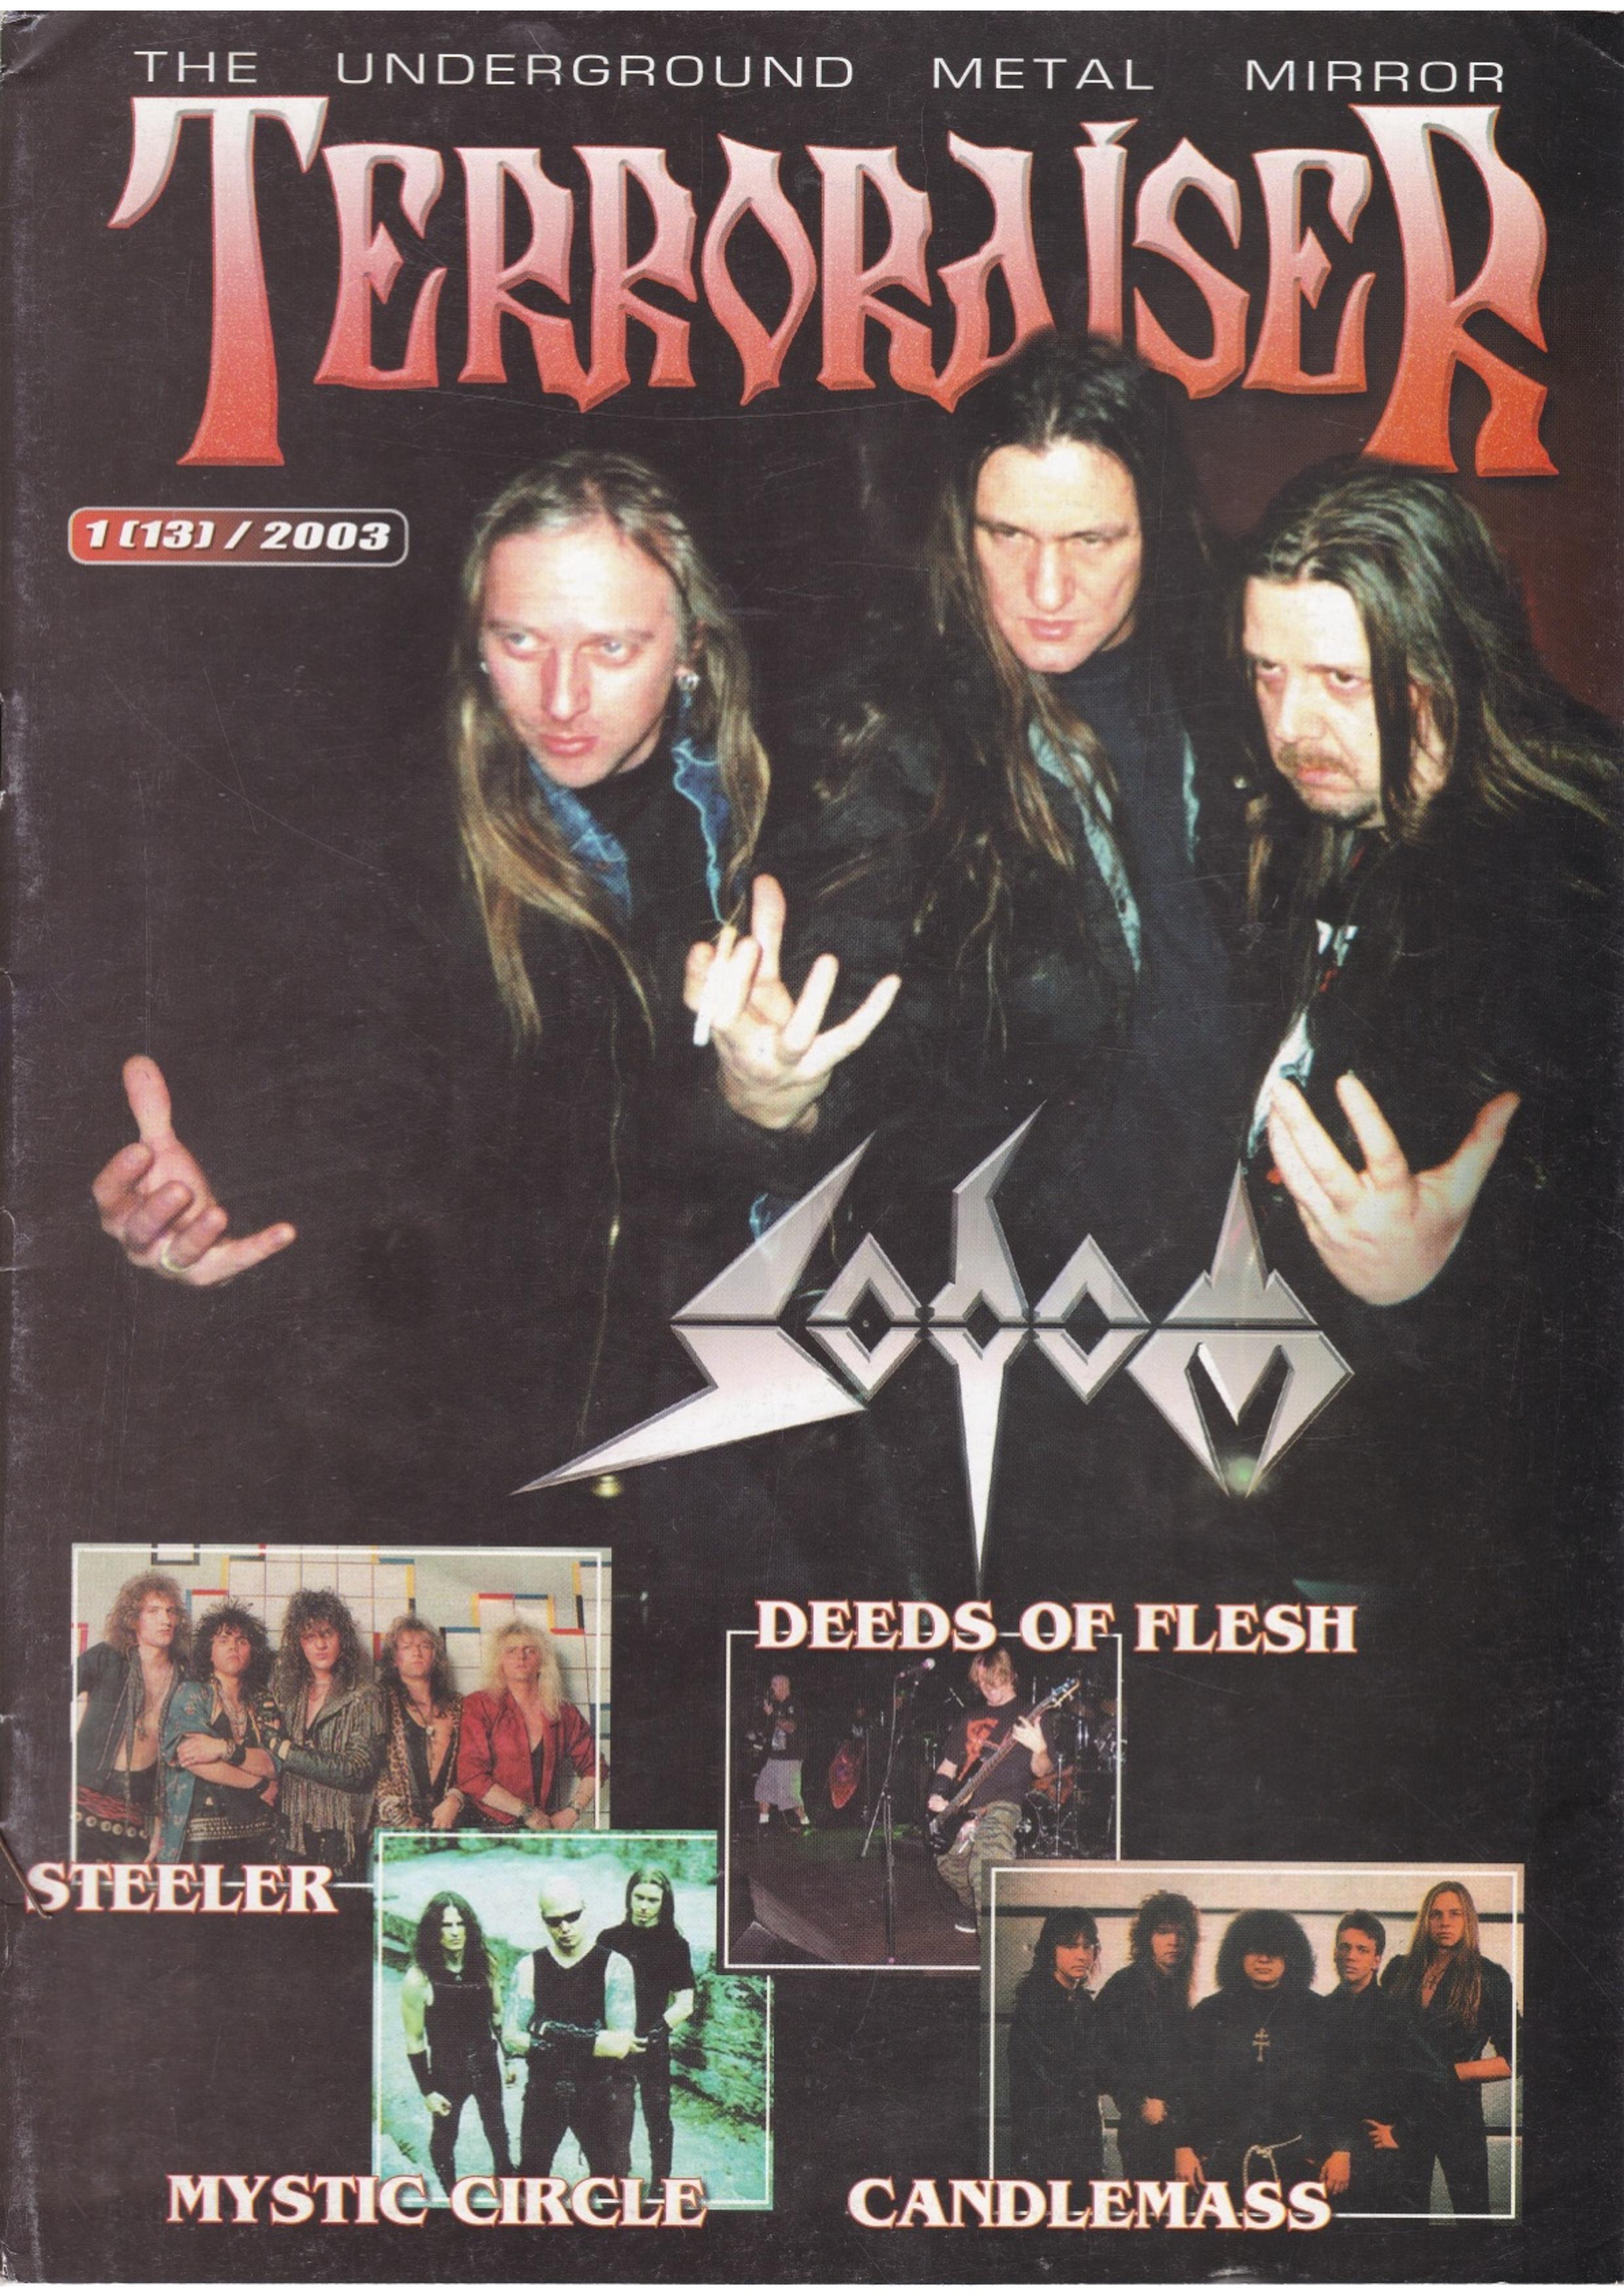 THE UNDERGROUND METAL MIRROR
TERRORAISER
1 (13) / 2003
SODOM
DEEDS OF FLESH
STEELER
MYSTIC CIRCLE
CANDLEMASS